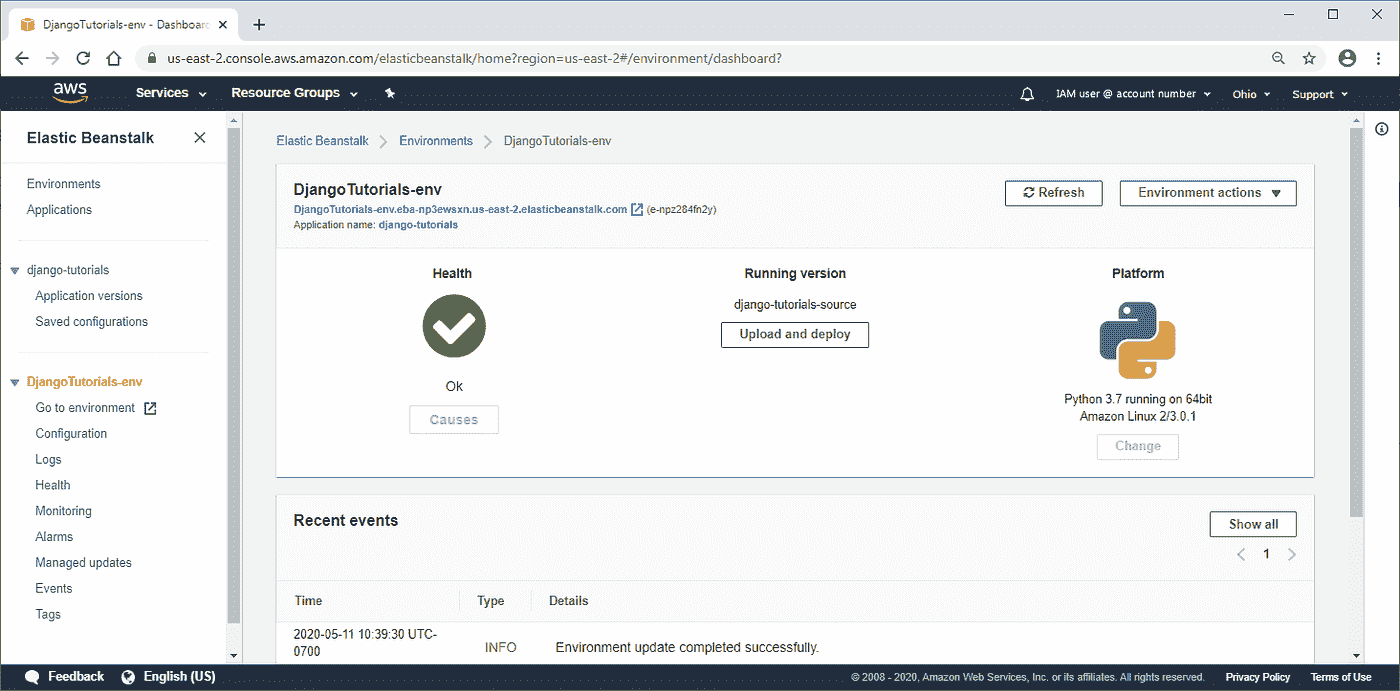 DjangoTutorials-env - Dashboard
us-east-2.console.aws.amazon.com/elasticbeanstalk/home?region=us-east-2#/environment/dashboard?
aws Services Resource Groups IAM user @ account number Ohio Support
Elastic Beanstalk
Environments
Applications
django-tutorials
Application versions
Saved configurations
DjangoTutorials-env
Go to environment
Configuration
Logs
Health
Monitoring
Alarms
Managed updates
Events
Tags
Elastic Beanstalk Environments DjangoTutorials-env
DjangoTutorials-env
DjangoTutorials-env.eba-np3ewsxn.us-east-2.elasticbeanstalk.com (e-npz284fn2y)
Application name: django-tutorials
Refresh Environment actions
Health
Ok
Causes
Running version
django-tutorials-source
Upload and deploy
Platform
Python 3.7 running on 64bit
Amazon Linux 2/3.0.1
Change
Recent events
Show all
1
Time Type Details
2020-05-11 10:39:30 UTC-
0700
INFO
Environment update completed successfully.
Feedback English (US) © 2008 - 2020, Amazon Web Services, Inc. or its affiliates. All rights reserved. Privacy Policy Terms of Use